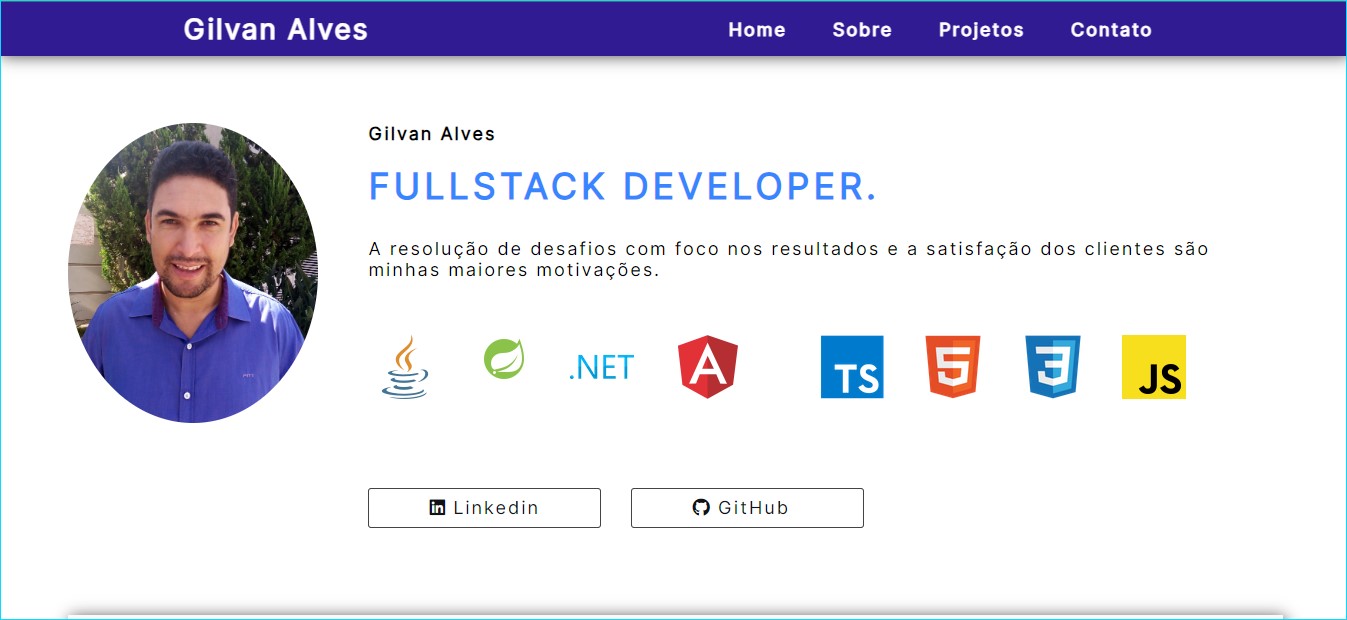 Gilvan Alves
Home Sobre Projetos Contato
Gilvan Alves
FULLSTACK DEVELOPER.
A resolução de desafios com foco nos resultados e a satisfação dos clientes são
minhas maiores motivações.
.NET
A
TS
5
3
JS
in Linkedin
GitHub